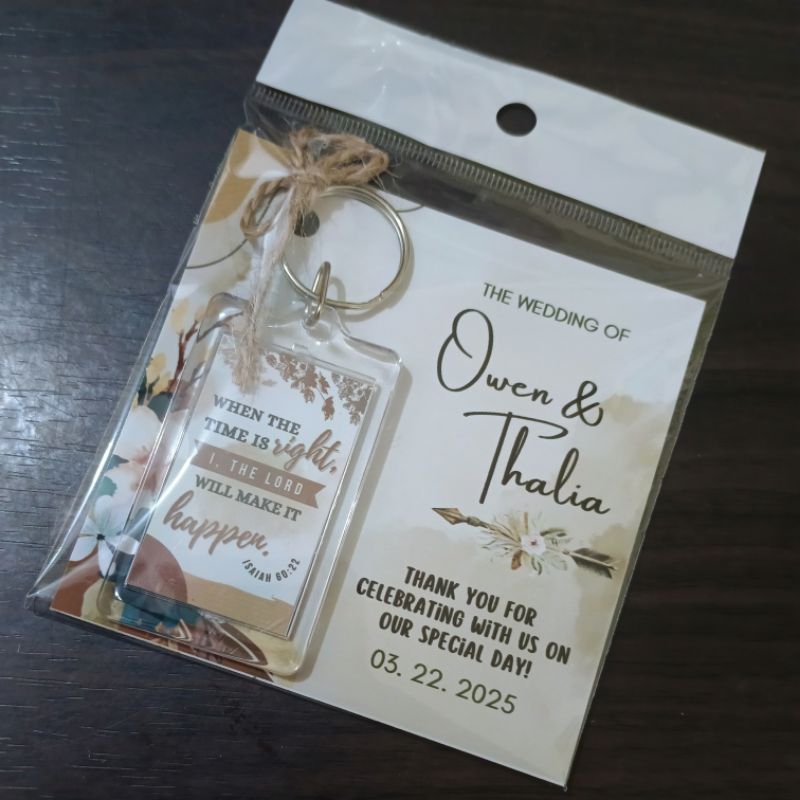 WHEN THE
TIME IS right,
I, THE LORD
WILL MAKE IT
happen.
ISAIAH 60:22
THE WEDDING OF
Owen &
Thalia
THANK YOU FOR
CELEBRATING WITH US ON
OUR SPECIAL DAY!
03. 22. 2025